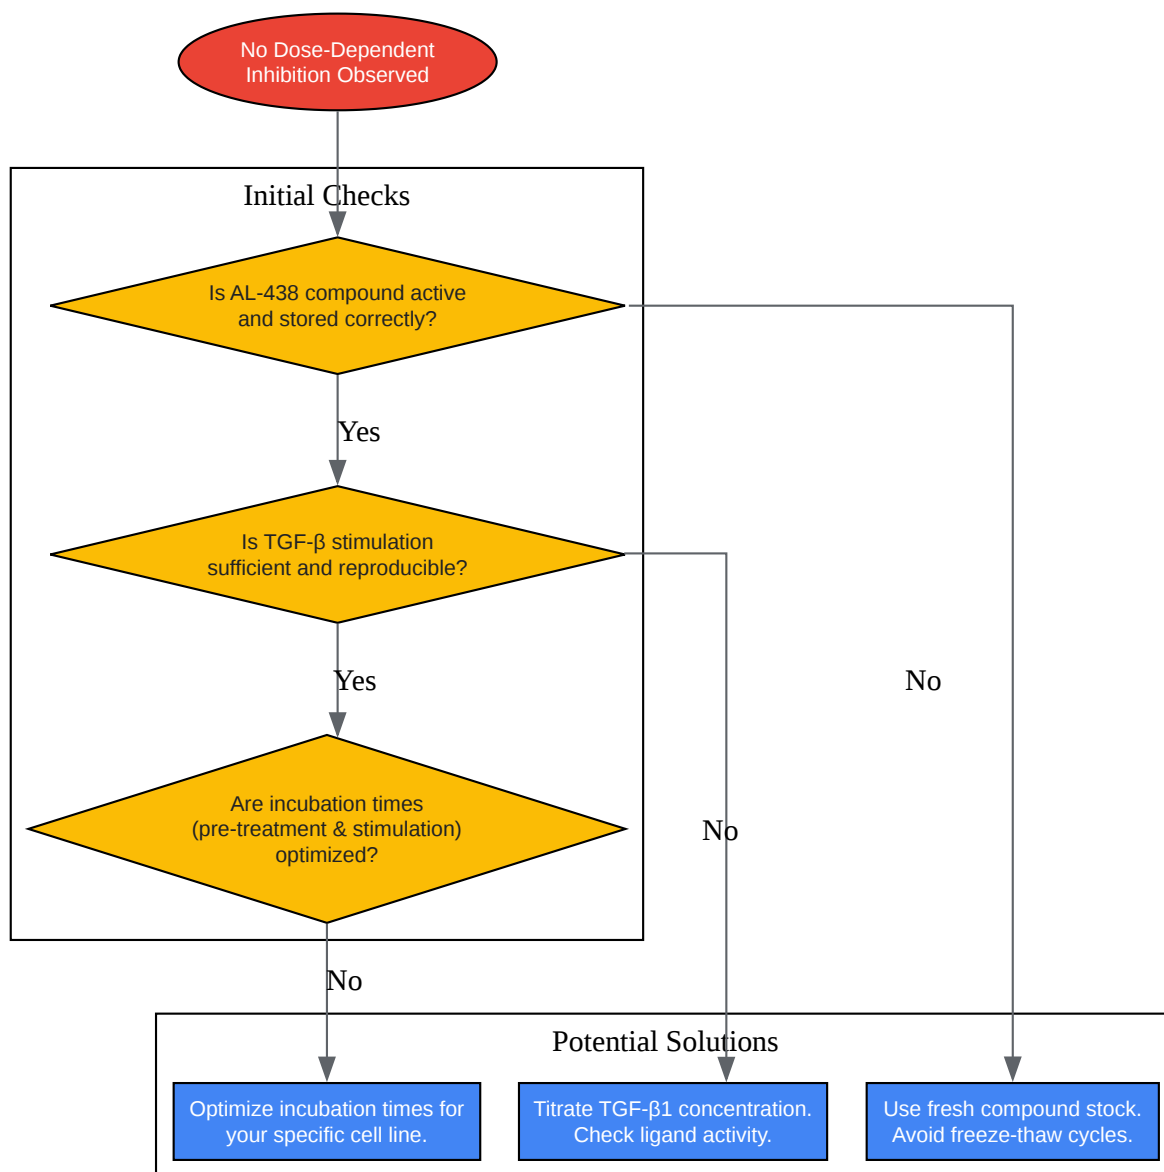 No Dose-Dependent
Inhibition Observed
Initial Checks
Is AL-438 compound active
and stored correctly?
Yes
Is TGF-β stimulation
sufficient and reproducible?
Yes
No
Are incubation times
(pre-treatment & stimulation)
optimized?
No
No
Potential Solutions
Optimize incubation times for
your specific cell line.
Titrate TGF-β1 concentration.
Check ligand activity.
Use fresh compound stock.
Avoid freeze-thaw cycles.